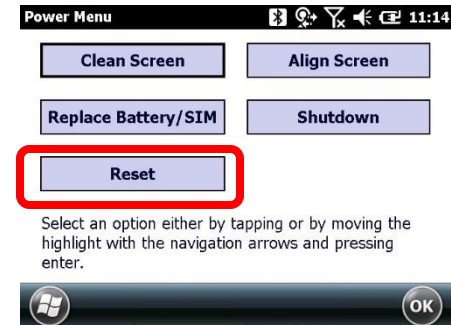 Power Menu 11:14
Clean Screen Align Screen
Replace Battery/SIM Shutdown
Reset
Select an option either by tapping or by moving the
highlight with the navigation arrows and pressing
enter.
OK